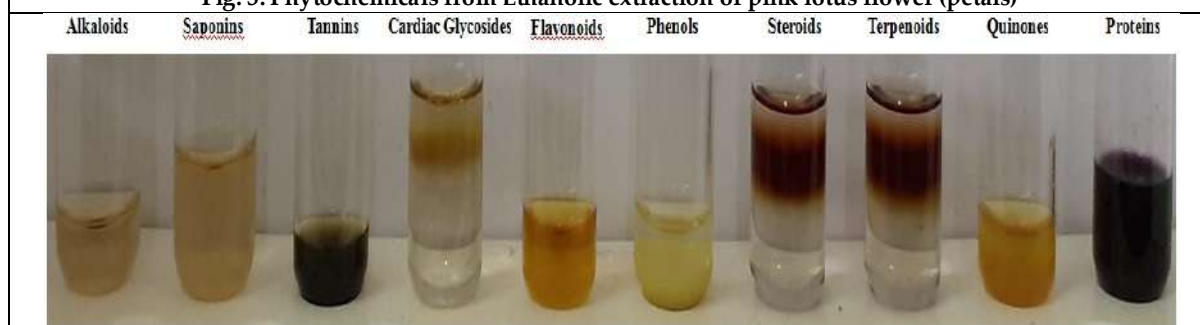 Fig. 3. Phytochemicals from Ethanolic extraction of pink lotus flower (petals)
Alkaloids Saponins Tannins Cardiac Glycosides Flavonoids Phenols Steroids Terpenoids Quinones Proteins